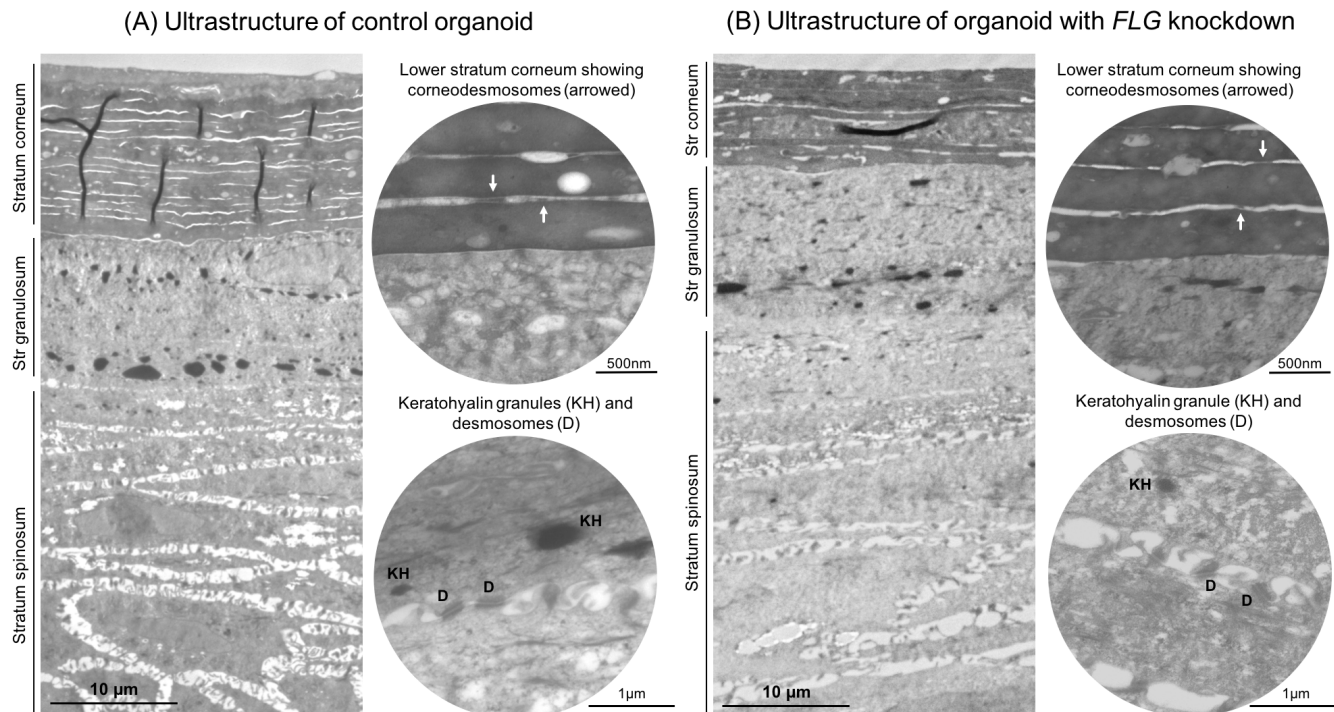 (A) Ultrastructure of control organoid
Stratum corneum
Str granulosum
Stratum spinosum
10 µm
Lower stratum corneum showing
corneodesmosomes (arrowed)
500nm
Keratohyalin granules (KH) and
desmosomes (D)
KH
KH
D
D
1µm
(B) Ultrastructure of organoid with FLG knockdown
Str corneum
Str granulosum
Stratum spinosum
10 µm
Lower stratum corneum showing
corneodesmosomes (arrowed)
500nm
Keratohyalin granule (KH) and
desmosomes (D)
KH
D
D
1µm